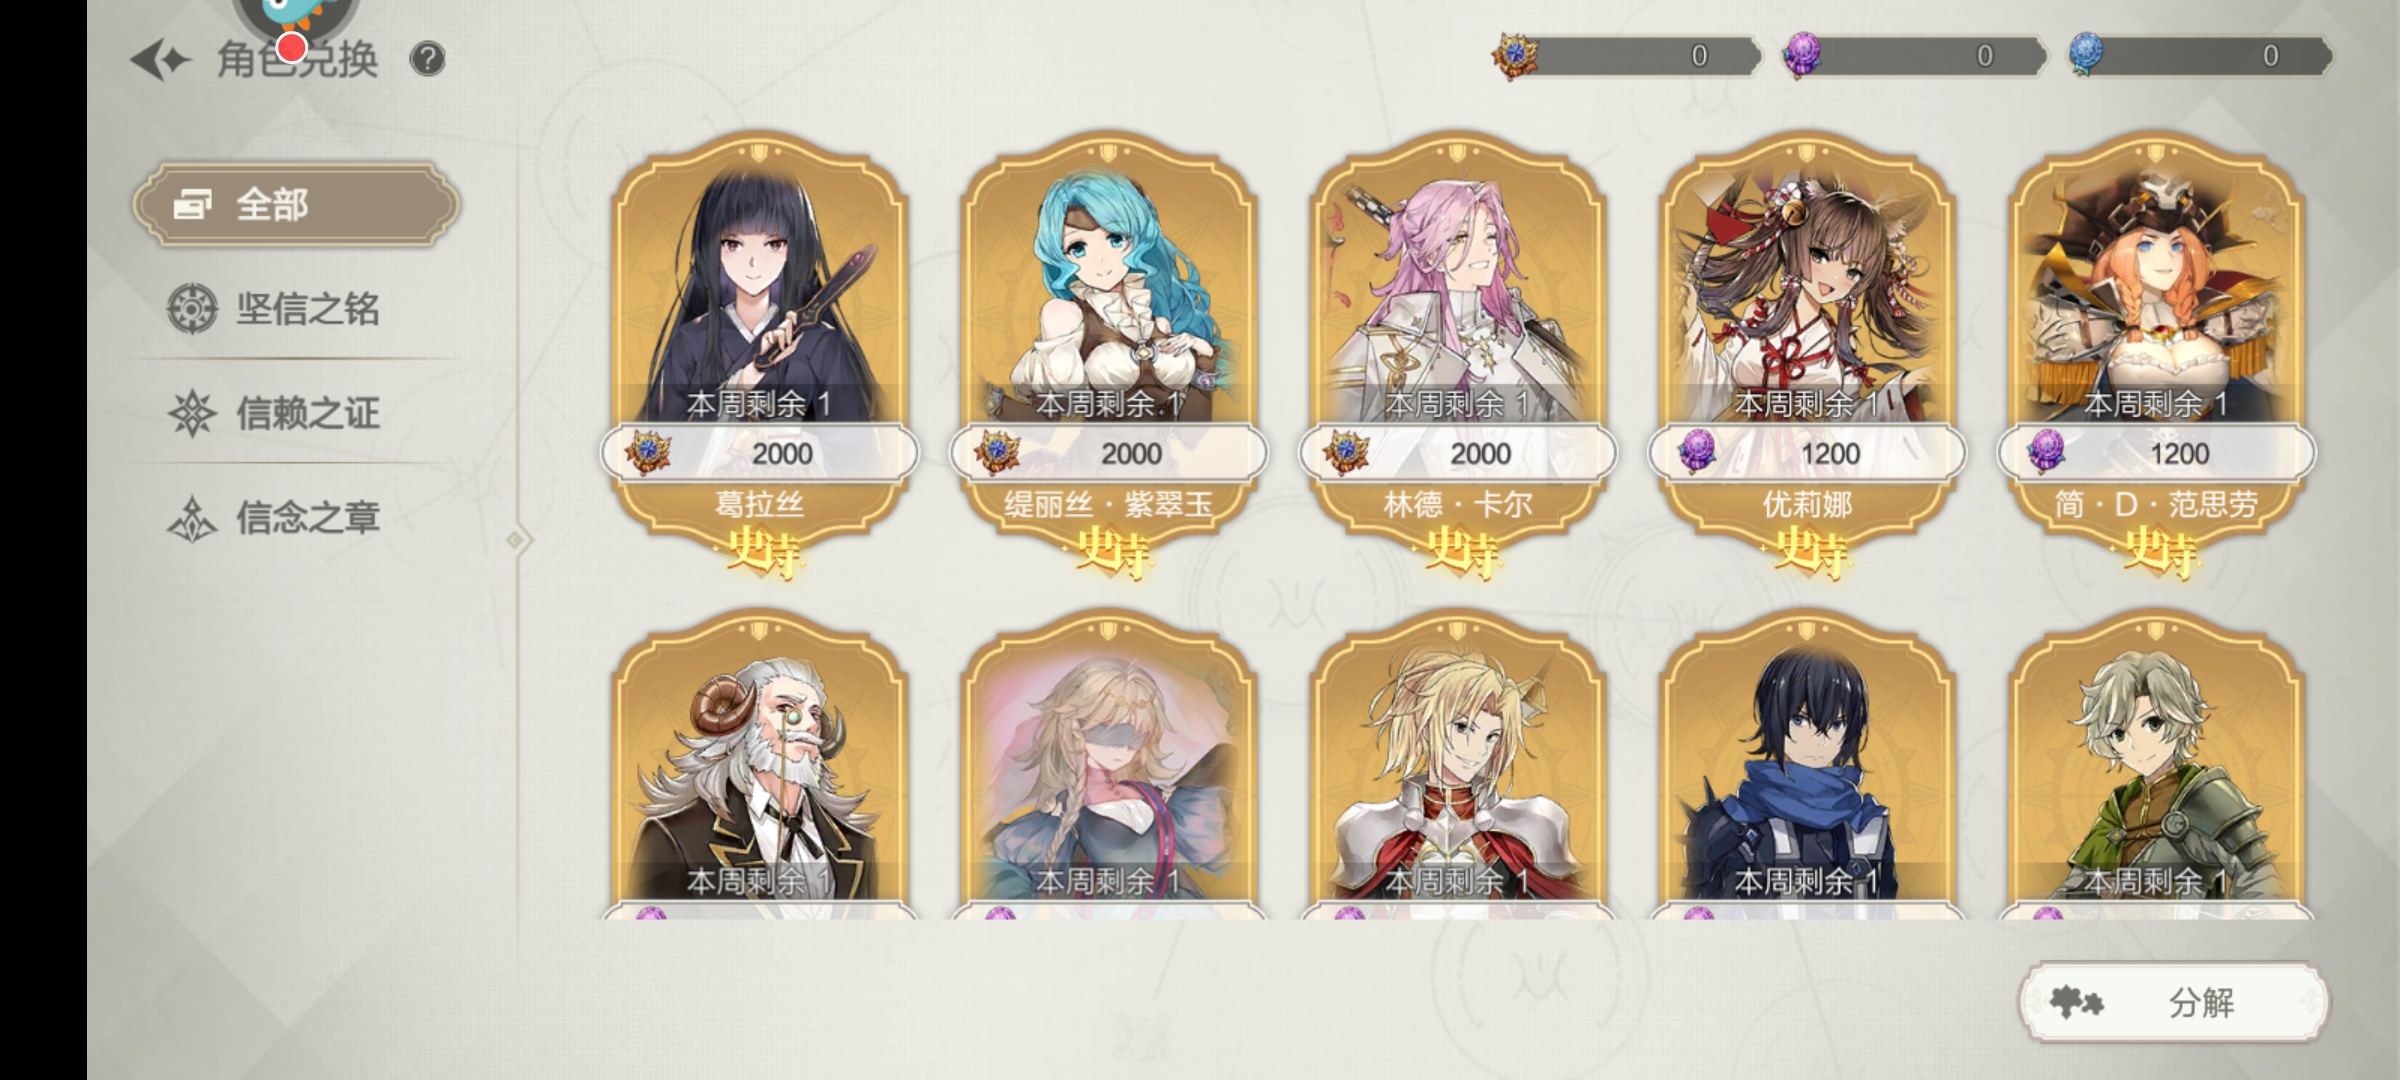 角色兑换 ?
0 0 0
全部
坚信之铭
信赖之证
信念之章
本周剩余 1
2000
葛拉丝
史诗
本周剩余 1
2000
缇丽丝·紫翠玉
史诗
本周剩余 1
2000
林德·卡尔
史诗
本周剩余 1
1200
优莉娜
史诗
本周剩余 1
1200
简·D·范思劳
史诗
本周剩余 1
本周剩余 1
本周剩余 1
本周剩余 1
本周剩余 1
分解